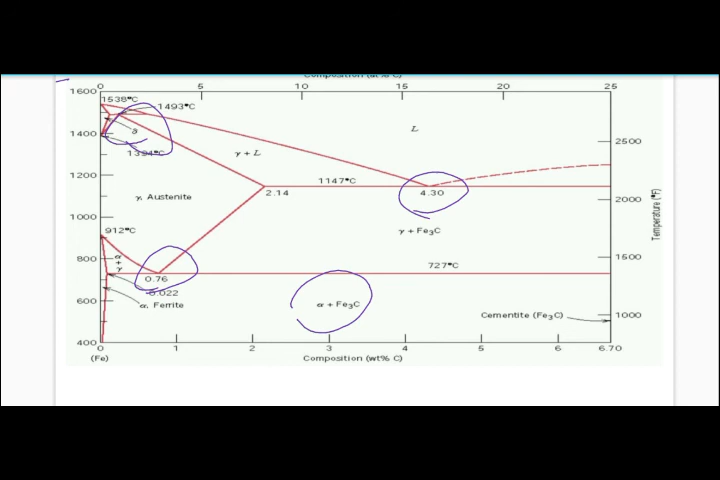 Composition (at% C)
0 5 10 15 20 25
1600
1538°C
1493°C
L
δ
1400
1394°C
2500
γ + L
1200
1147°C
2.14
4.30
γ, Austenite
2000
Temperature (°F)
1000
912°C
γ + Fe3C
800
α + γ
727°C
1500
0.76
0.022
600
α, Ferrite
α + Fe3C
Cementite (Fe3C)
1000
400
0 1 2 3 4 5 6 6.70
(Fe)
Composition (wt% C)